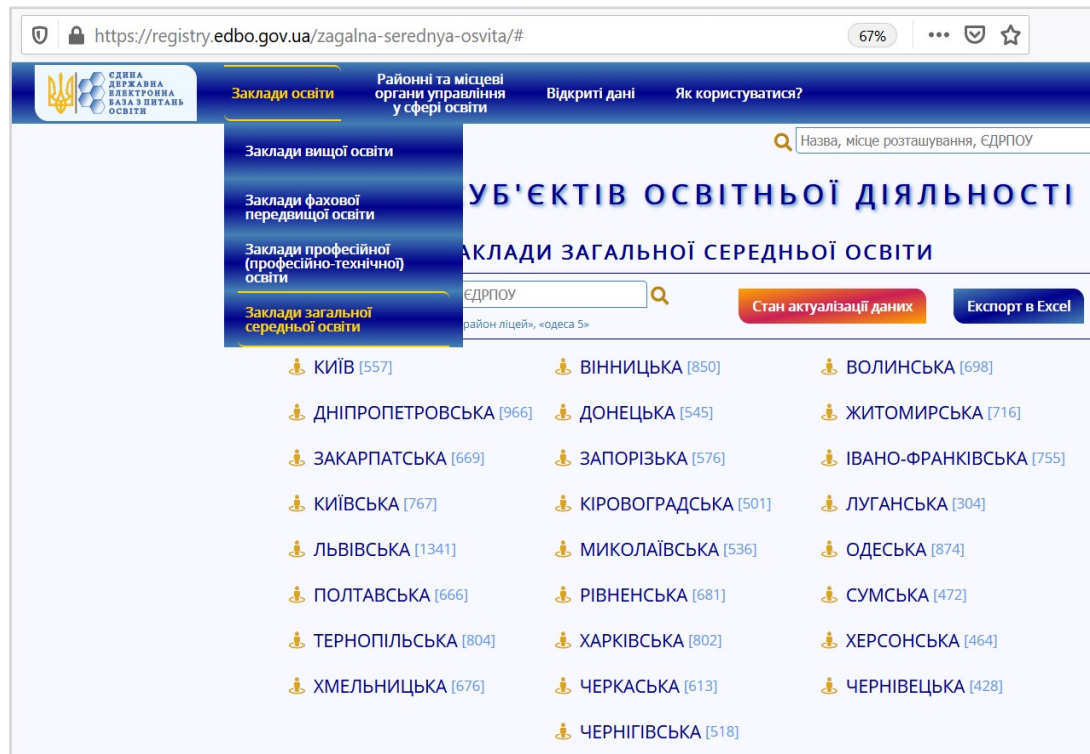 https://registry.edbo.gov.ua/zagalna-serednya-osvita/#
67%
ЄДИНА
ДЕРЖАВНА
ЕЛЕКТРОННА
БАЗА З ПИТАНЬ
ОСВІТИ
Заклади освіти
Районні та місцеві
органи управління
у сфері освіти
Відкриті дані
Як користуватися?
Назва, місце розташування, ЄДРПОУ
Заклади вищої освіти
Заклади фахової
передвищої освіти
Заклади професійної
(професійно-технічної)
освіти
Заклади загальної
середньої освіти
УБ'ЄКТІВ ОСВІТНЬОЇ ДІЯЛЬНОСТІ
АКЛАДИ ЗАГАЛЬНОЇ СЕРЕДНЬОЇ ОСВІТИ
ЄДРПОУ
район ліцей», «одеса 5»
Стан актуалізації даних
Експорт в Excel
КИЇВ [557] ВІННИЦЬКА [850] ВОЛИНСЬКА [698]
ДНІПРОПЕТРОВСЬКА [966] ДОНЕЦЬКА [545] ЖИТОМИРСЬКА [716]
ЗАКАРПАТСЬКА [669] ЗАПОРІЗЬКА [576] ІВАНО-ФРАНКІВСЬКА [755]
КИЇВСЬКА [767] КІРОВОГРАДСЬКА [501] ЛУГАНСЬКА [304]
ЛЬВІВСЬКА [1341] МИКОЛАЇВСЬКА [536] ОДЕСЬКА [874]
ПОЛТАВСЬКА [666] РІВНЕНСЬКА [681] СУМСЬКА [472]
ТЕРНОПІЛЬСЬКА [804] ХАРКІВСЬКА [802] ХЕРСОНСЬКА [464]
ХМЕЛЬНИЦЬКА [676] ЧЕРКАСЬКА [613] ЧЕРНІВЕЦЬКА [428]
ЧЕРНІГІВСЬКА [518]